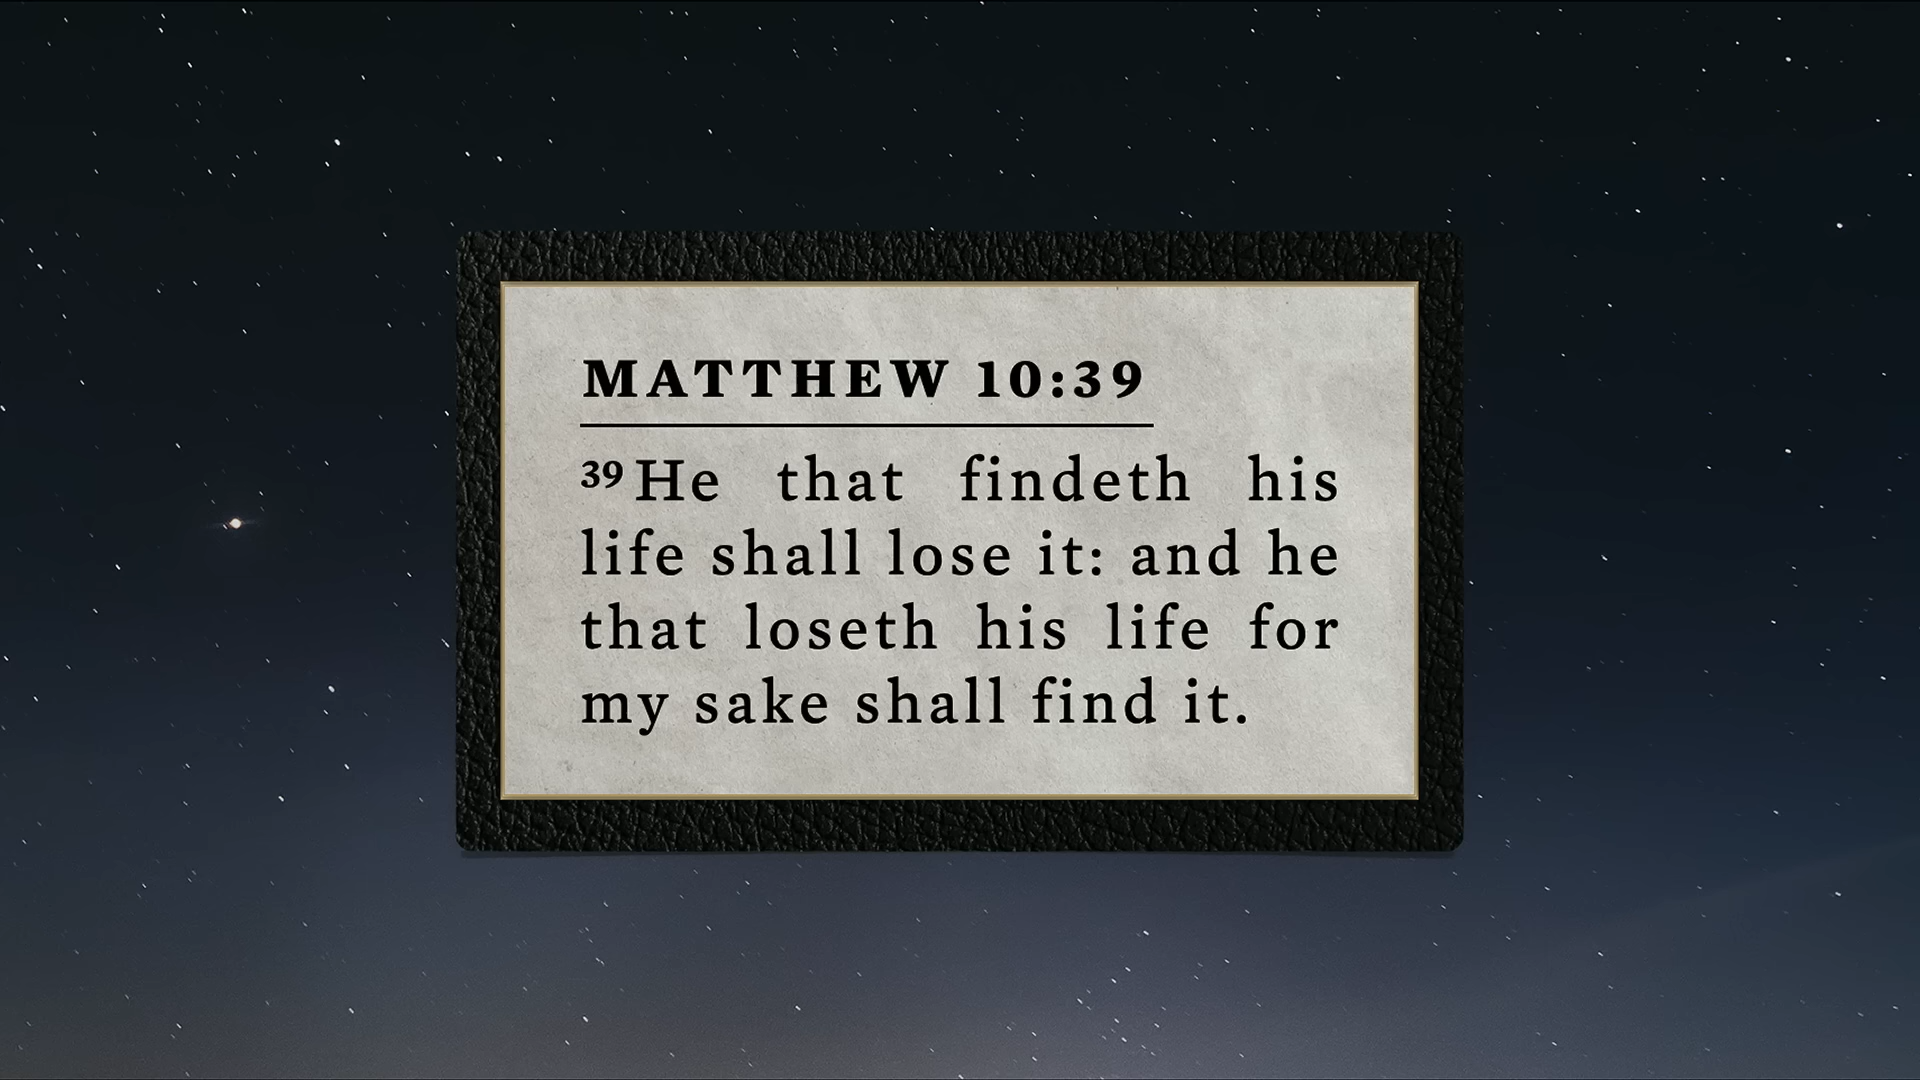 MATTHEW 10:39
39 He that findeth his
life shall lose it: and he
that loseth his life for
my sake shall find it.